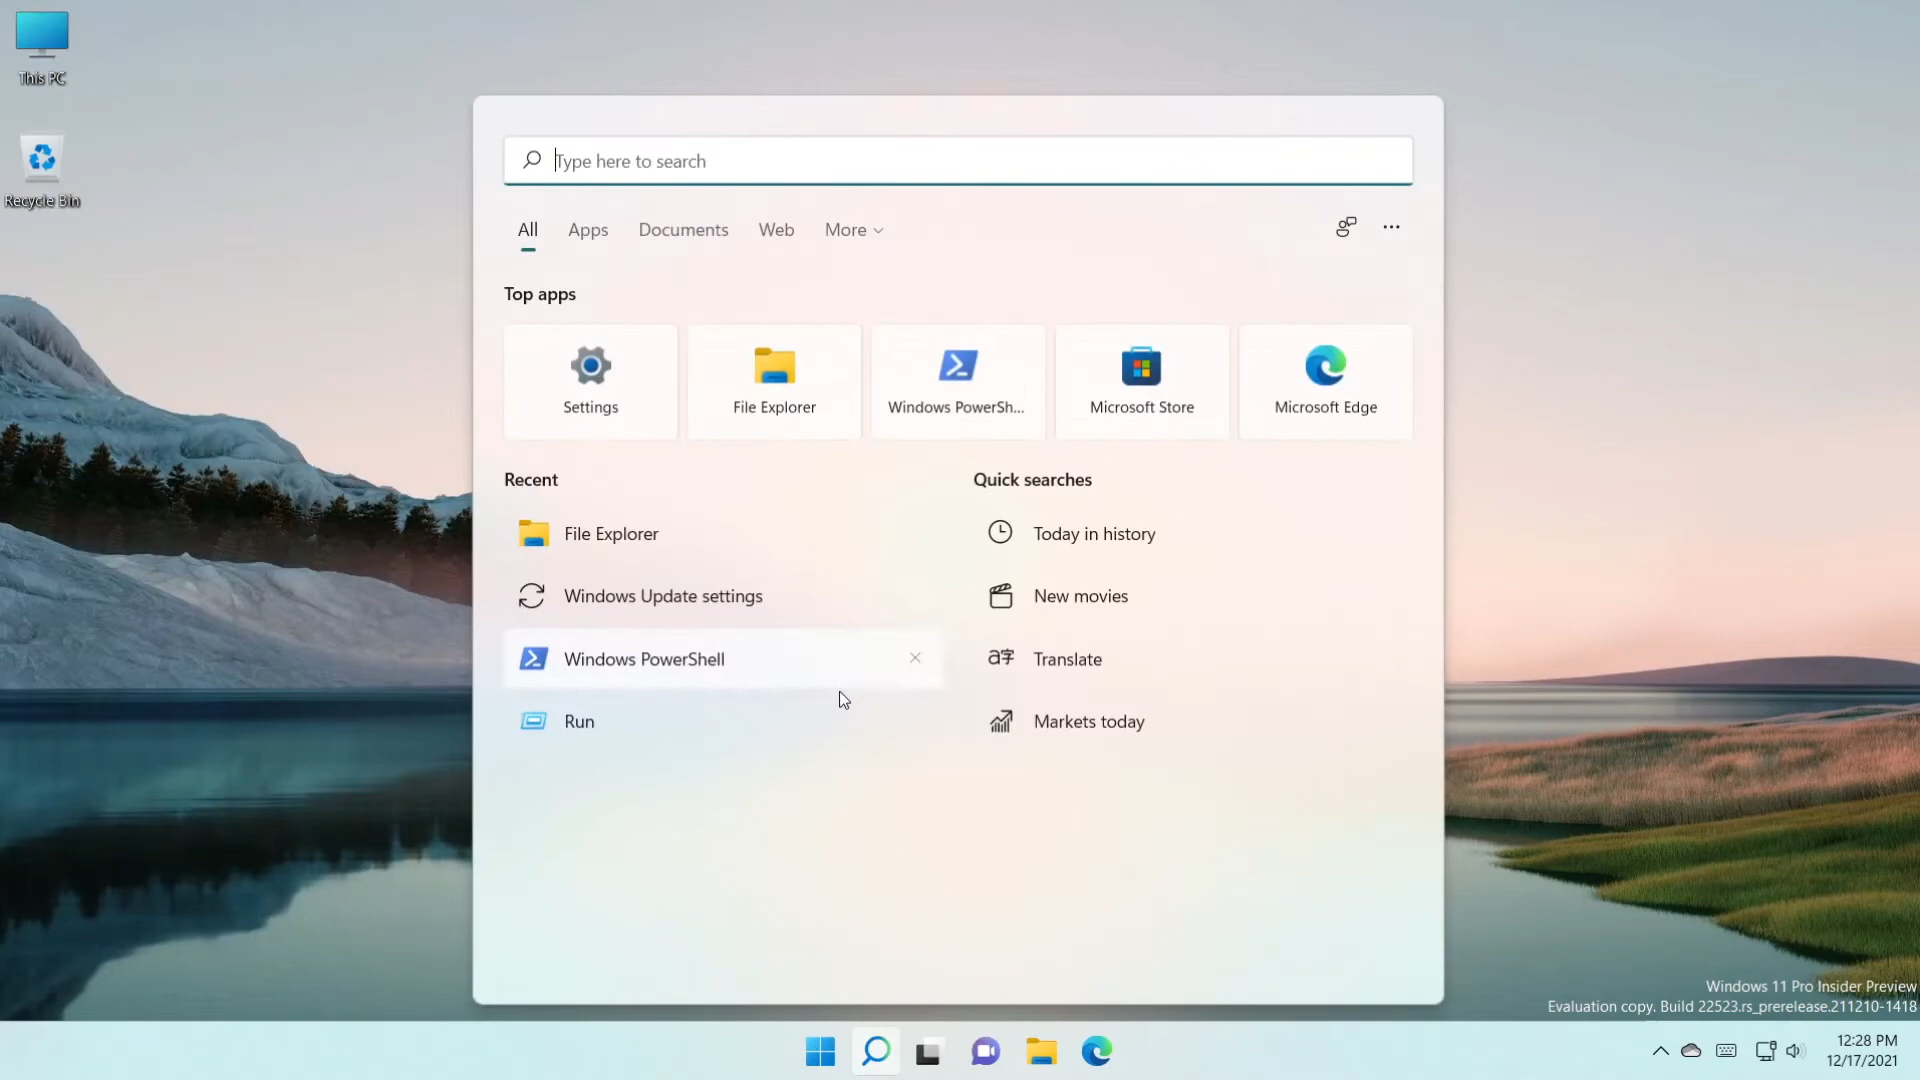 This PC
Recycle Bin
Type here to search
All Apps Documents Web More
Top apps
Settings File Explorer Windows PowerSh... Microsoft Store Microsoft Edge
Recent
File Explorer
Windows Update settings
Windows PowerShell
Run
Quick searches
Today in history
New movies
Translate
Markets today
Windows 11 Pro Insider Preview
Evaluation copy. Build 22523.rs_prerelease.211210-1418
12:28 PM
12/17/2021